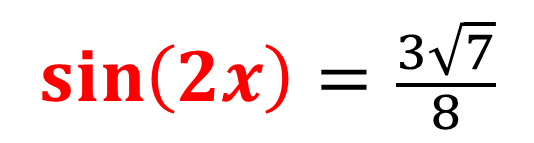 sin(2x) = 3√7/8